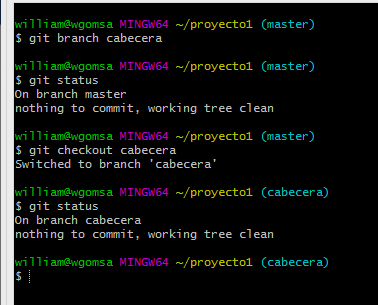 william@wgomsa MINGW64 ~/proyecto1 (master)
$ git branch cabecera
william@wgomsa MINGW64 ~/proyecto1 (master)
$ git status
On branch master
nothing to commit, working tree clean
william@wgomsa MINGW64 ~/proyecto1 (master)
$ git checkout cabecera
Switched to branch 'cabecera'
william@wgomsa MINGW64 ~/proyecto1 (cabecera)
$ git status
On branch cabecera
nothing to commit, working tree clean
william@wgomsa MINGW64 ~/proyecto1 (cabecera)
$